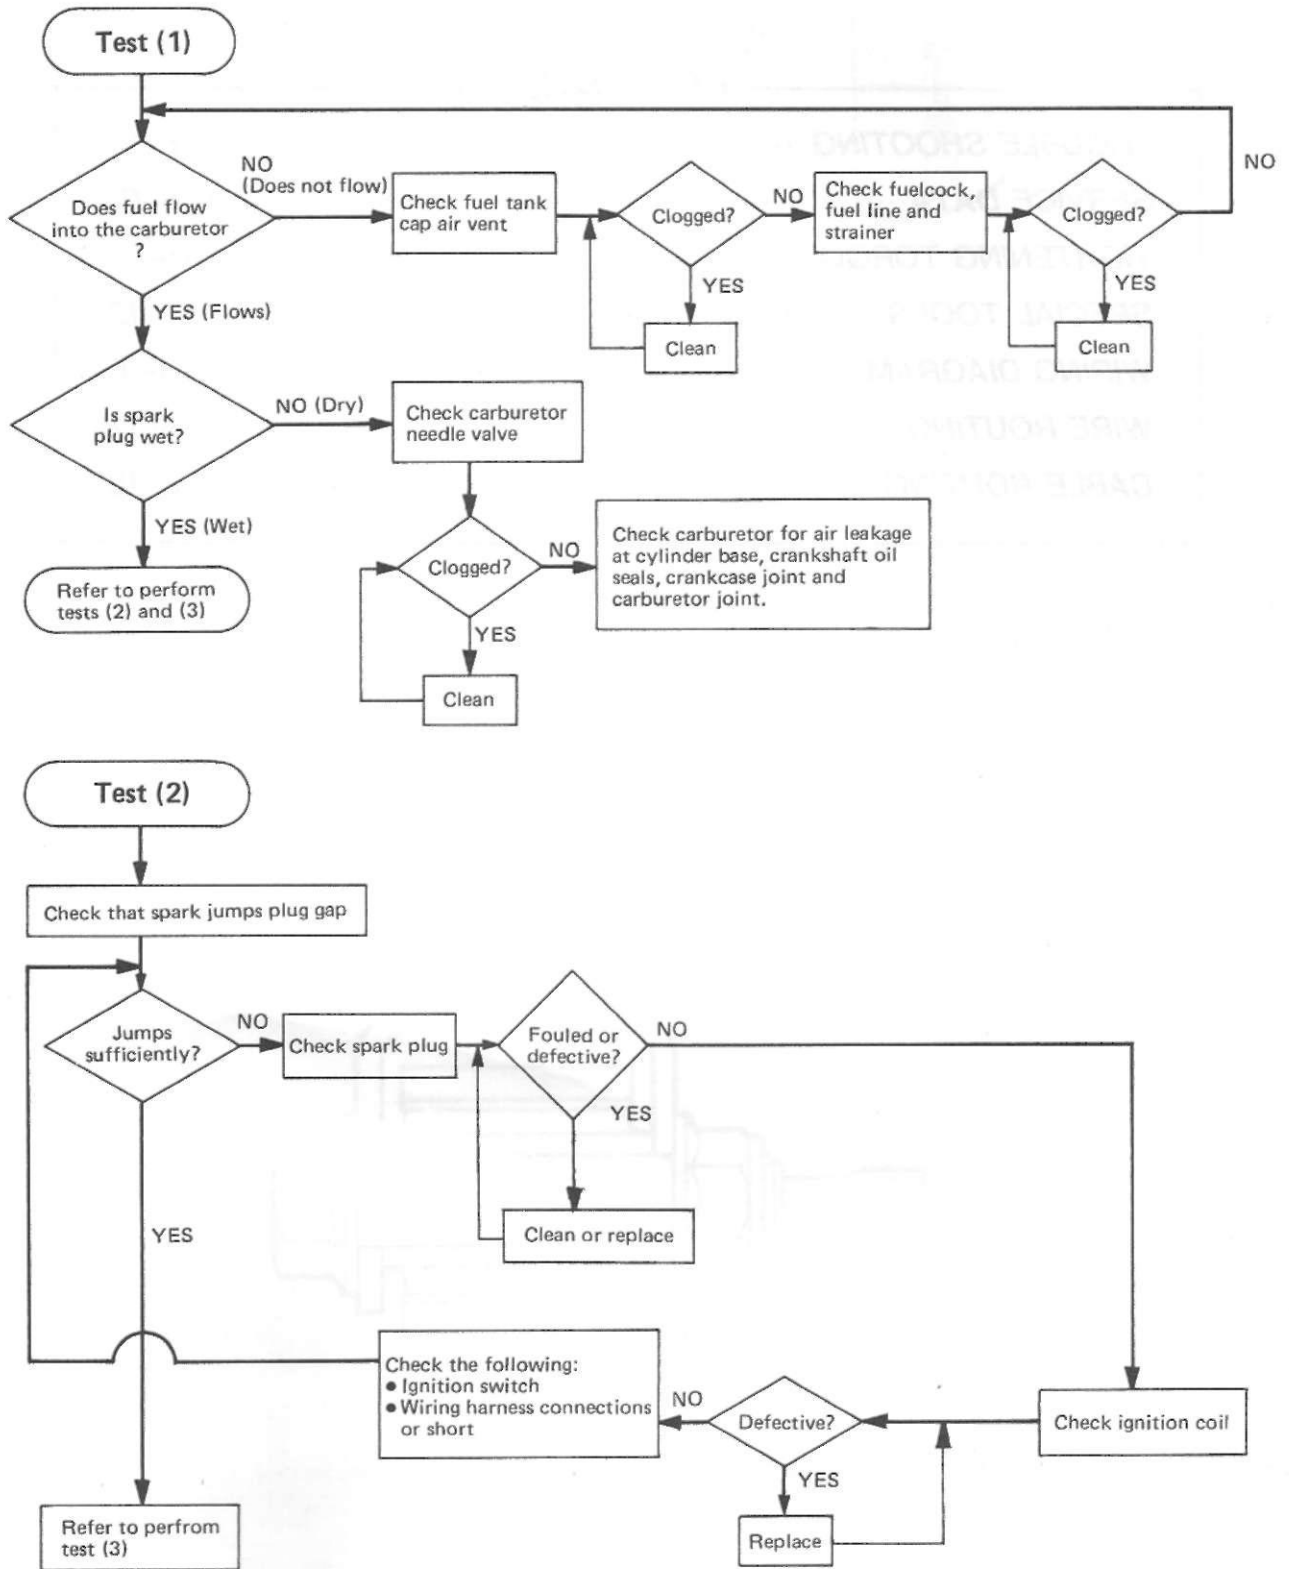 Test (1)
NO
(Does not flow)
NO
Does fuel flow
into the carburetor
?
Check fuel tank
cap air vent
Clogged?
NO
Check fuelcock,
fuel line and
strainer
Clogged?
YES
YES
Clean
Clean
YES (Flows)
Is spark
plug wet?
NO (Dry)
Check carburetor
needle valve
YES (Wet)
Refer to perform
tests (2) and (3)
Clogged?
NO
Check carburetor for air leakage
at cylinder base, crankshaft oil
seals, crankcase joint and
carburetor joint.
YES
Clean
Test (2)
Check that spark jumps plug gap
Jumps
sufficiently?
NO
Check spark plug
Fouled or
defective?
NO
YES
Clean or replace
YES
Check the following:
● Ignition switch
● Wiring harness connections
or short
NO
Defective?
Check ignition coil
YES
Replace
Refer to perfrom
test (3)